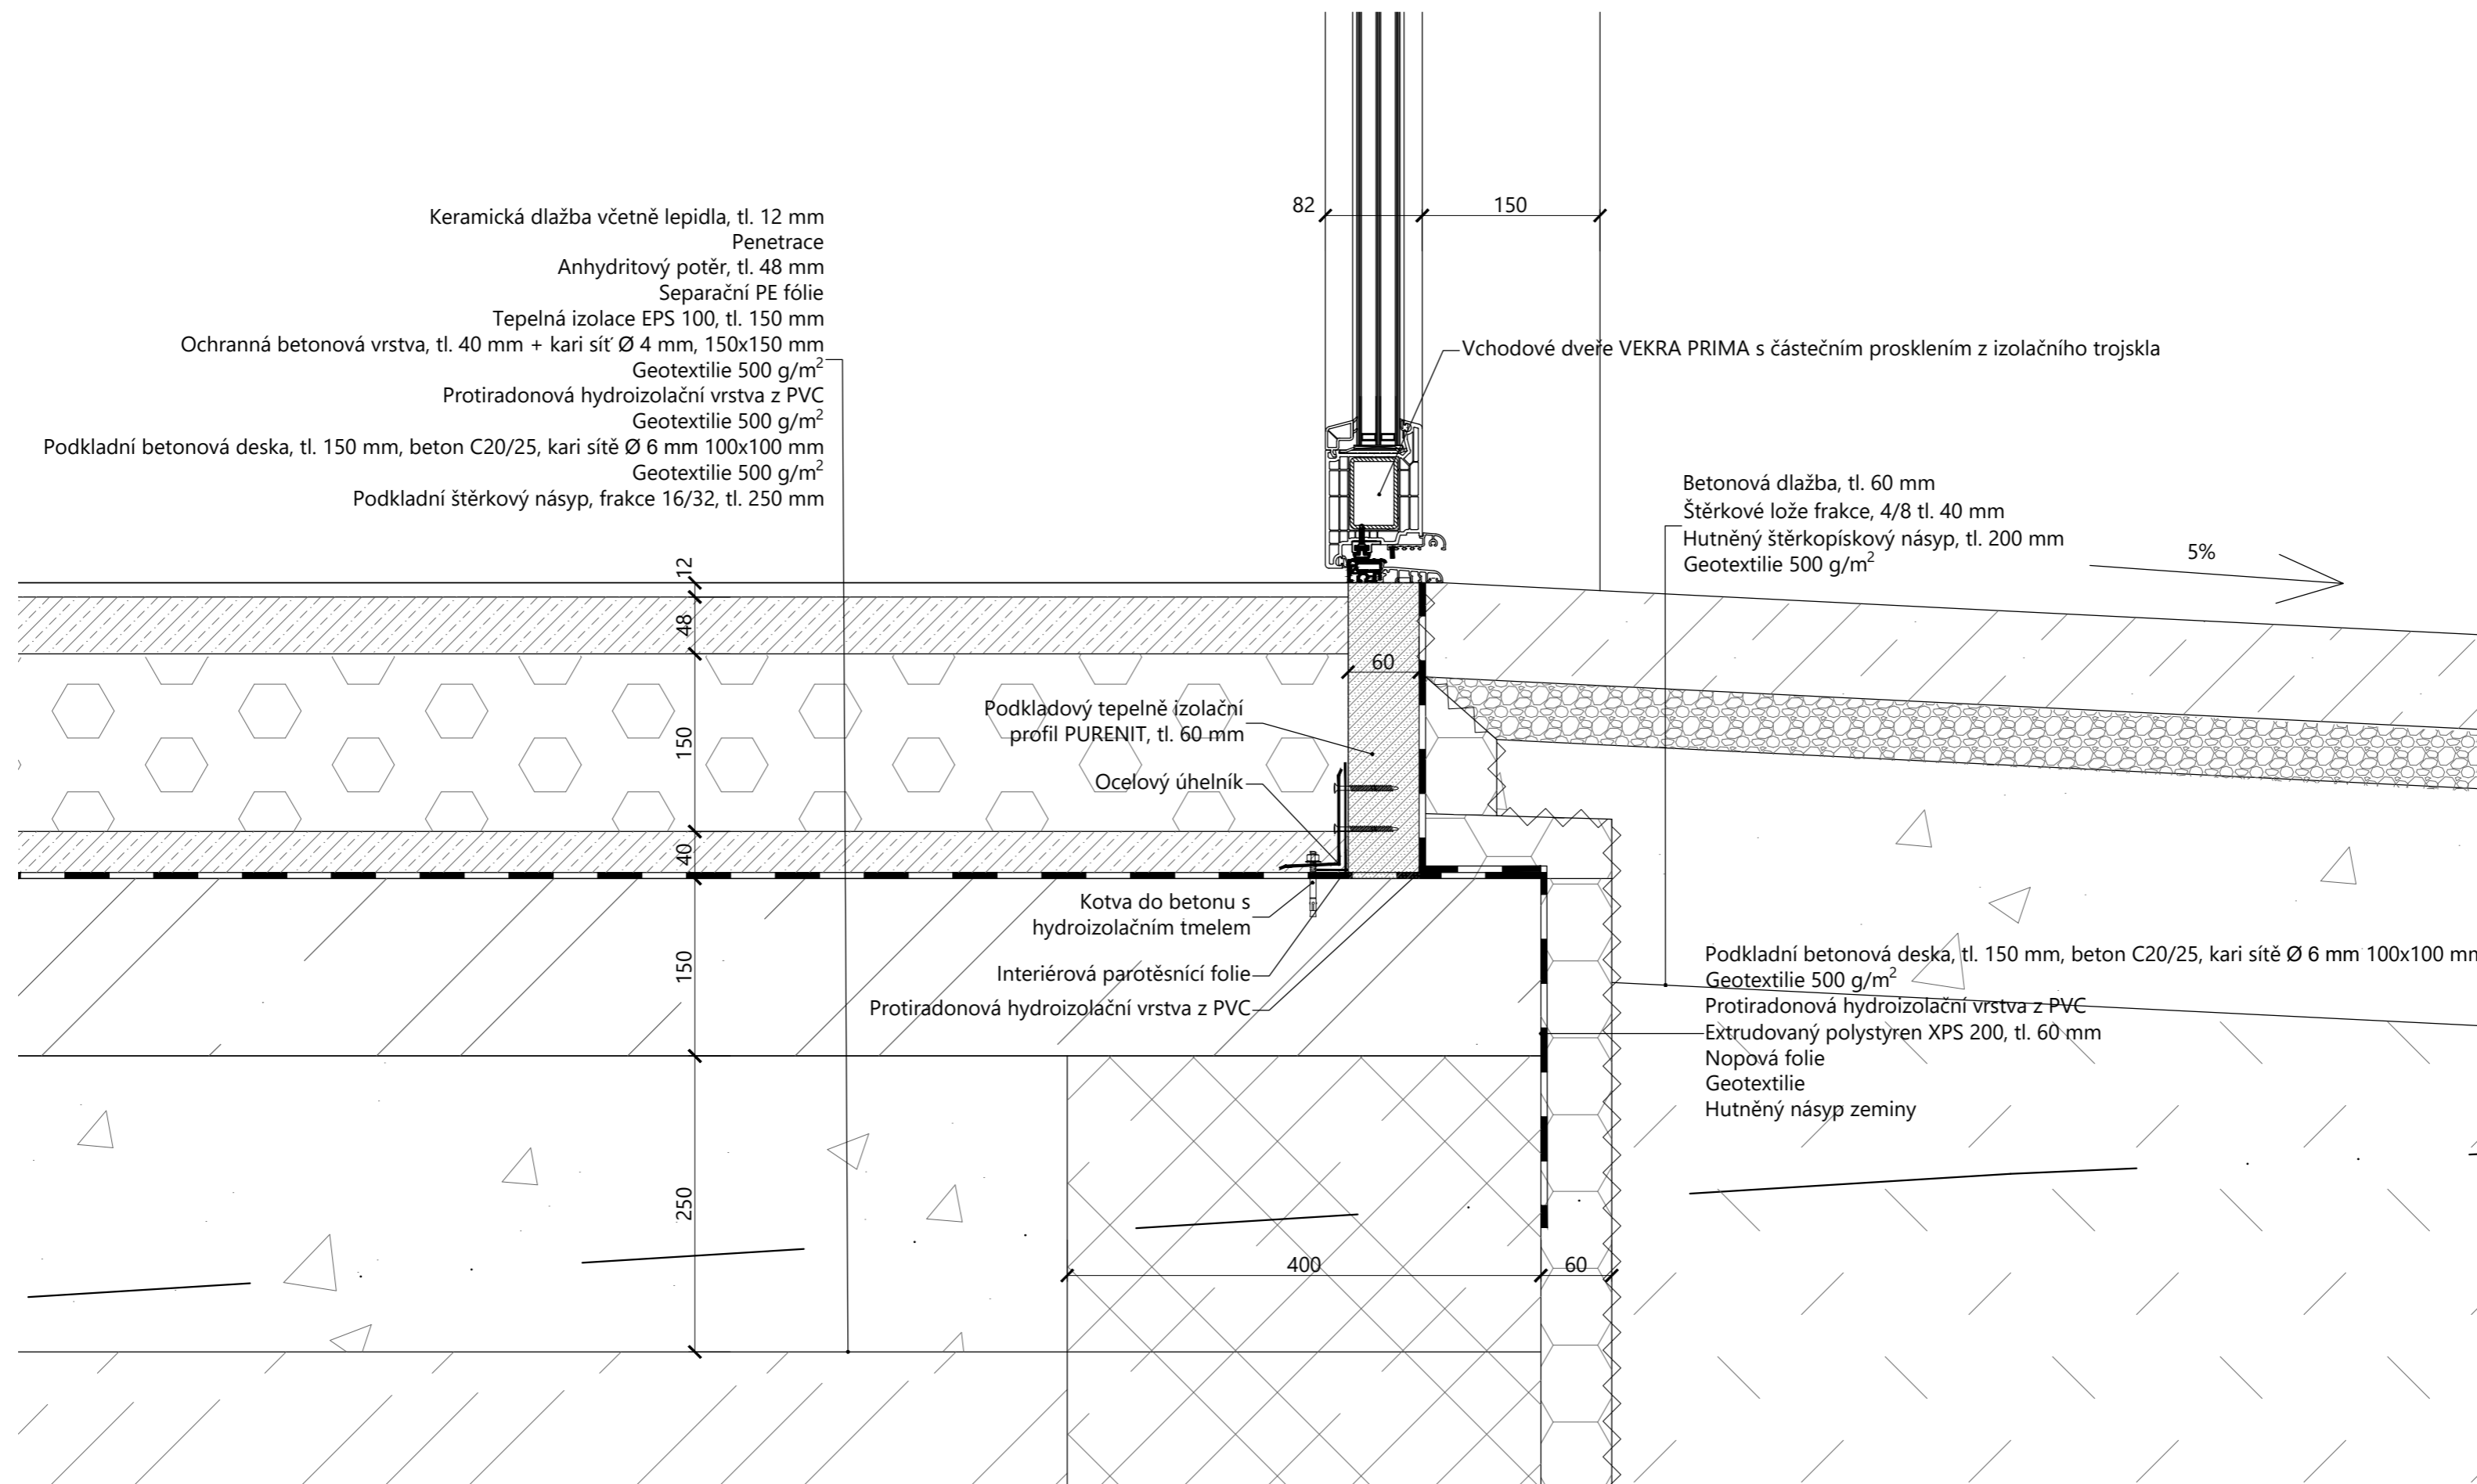 Keramická dlažba včetně lepidla, tl. 12 mm
Penetrace
Anhydritový potěr, tl. 48 mm
Separační PE fólie
Tepelná izolace EPS 100, tl. 150 mm
Ochranná betonová vrstva, tl. 40 mm + kari síť Ø 4 mm, 150x150 mm
Geotextilie 500 g/m²
Protiradonová hydroizolační vrstva z PVC
Geotextilie 500 g/m²
Podkladní betonová deska, tl. 150 mm, beton C20/25, kari sítě Ø 6 mm 100x100 mm
Geotextilie 500 g/m²
Podkladní štěrkový násyp, frakce 16/32, tl. 250 mm
82
150
Vchodové dveře VEKRA PRIMA s částečním prosklením z izolačního trojskla
Betonová dlažba, tl. 60 mm
Štěrkové lože frakce, 4/8 tl. 40 mm
Hutněný štěrkopískový násyp, tl. 200 mm
Geotextilie 500 g/m²
5%
12
48
150
40
150
250
60
Podkladový tepelně izolační
profil PURENIT, tl. 60 mm
Ocelový úhelník
Kotva do betonu s
hydroizolačním tmelem
Interiérová parotěsnící folie
Protiradonová hydroizolační vrstva z PVC
Podkladní betonová deska, tl. 150 mm, beton C20/25, kari sítě Ø 6 mm 100x100 mm
Geotextilie 500 g/m²
Protiradonová hydroizolační vrstva z PVC
Extrudovaný polystyren XPS 200, tl. 60 mm
Nopová folie
Geotextilie
Hutněný násyp zeminy
400
60